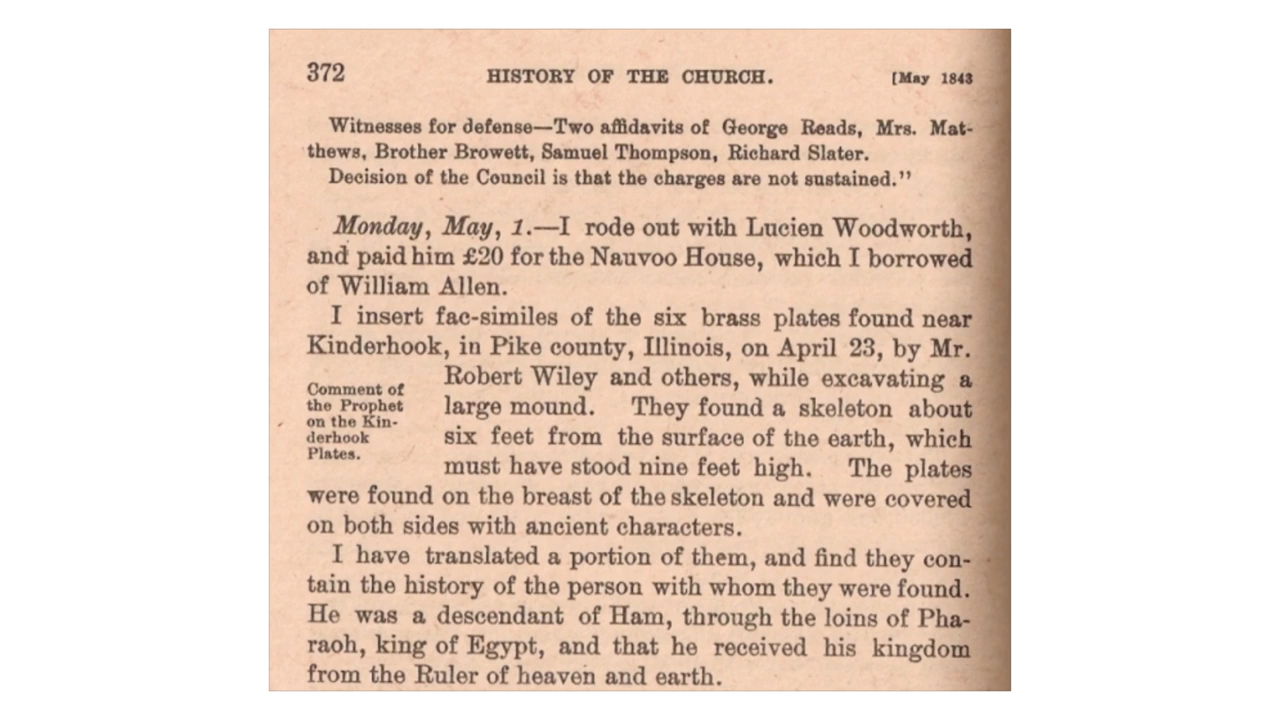 372 HISTORY OF THE CHURCH. [May 1843
Witnesses for defense—Two affidavits of George Reads, Mrs. Mat-
thews, Brother Browett, Samuel Thompson, Richard Slater.
Decision of the Council is that the charges are not sustained.”
Monday, May, 1.—I rode out with Lucien Woodworth,
and paid him £20 for the Nauvoo House, which I borrowed
of William Allen.
I insert fac-similes of the six brass plates found near
Kinderhook, in Pike county, Illinois, on April 23, by Mr.
Comment of
the Prophet
on the Kin-
derhook
Plates.
Robert Wiley and others, while excavating a
large mound. They found a skeleton about
six feet from the surface of the earth, which
must have stood nine feet high. The plates
were found on the breast of the skeleton and were covered
on both sides with ancient characters.
I have translated a portion of them, and find they con-
tain the history of the person with whom they were found.
He was a descendant of Ham, through the loins of Pha-
raoh, king of Egypt, and that he received his kingdom
from the Ruler of heaven and earth.